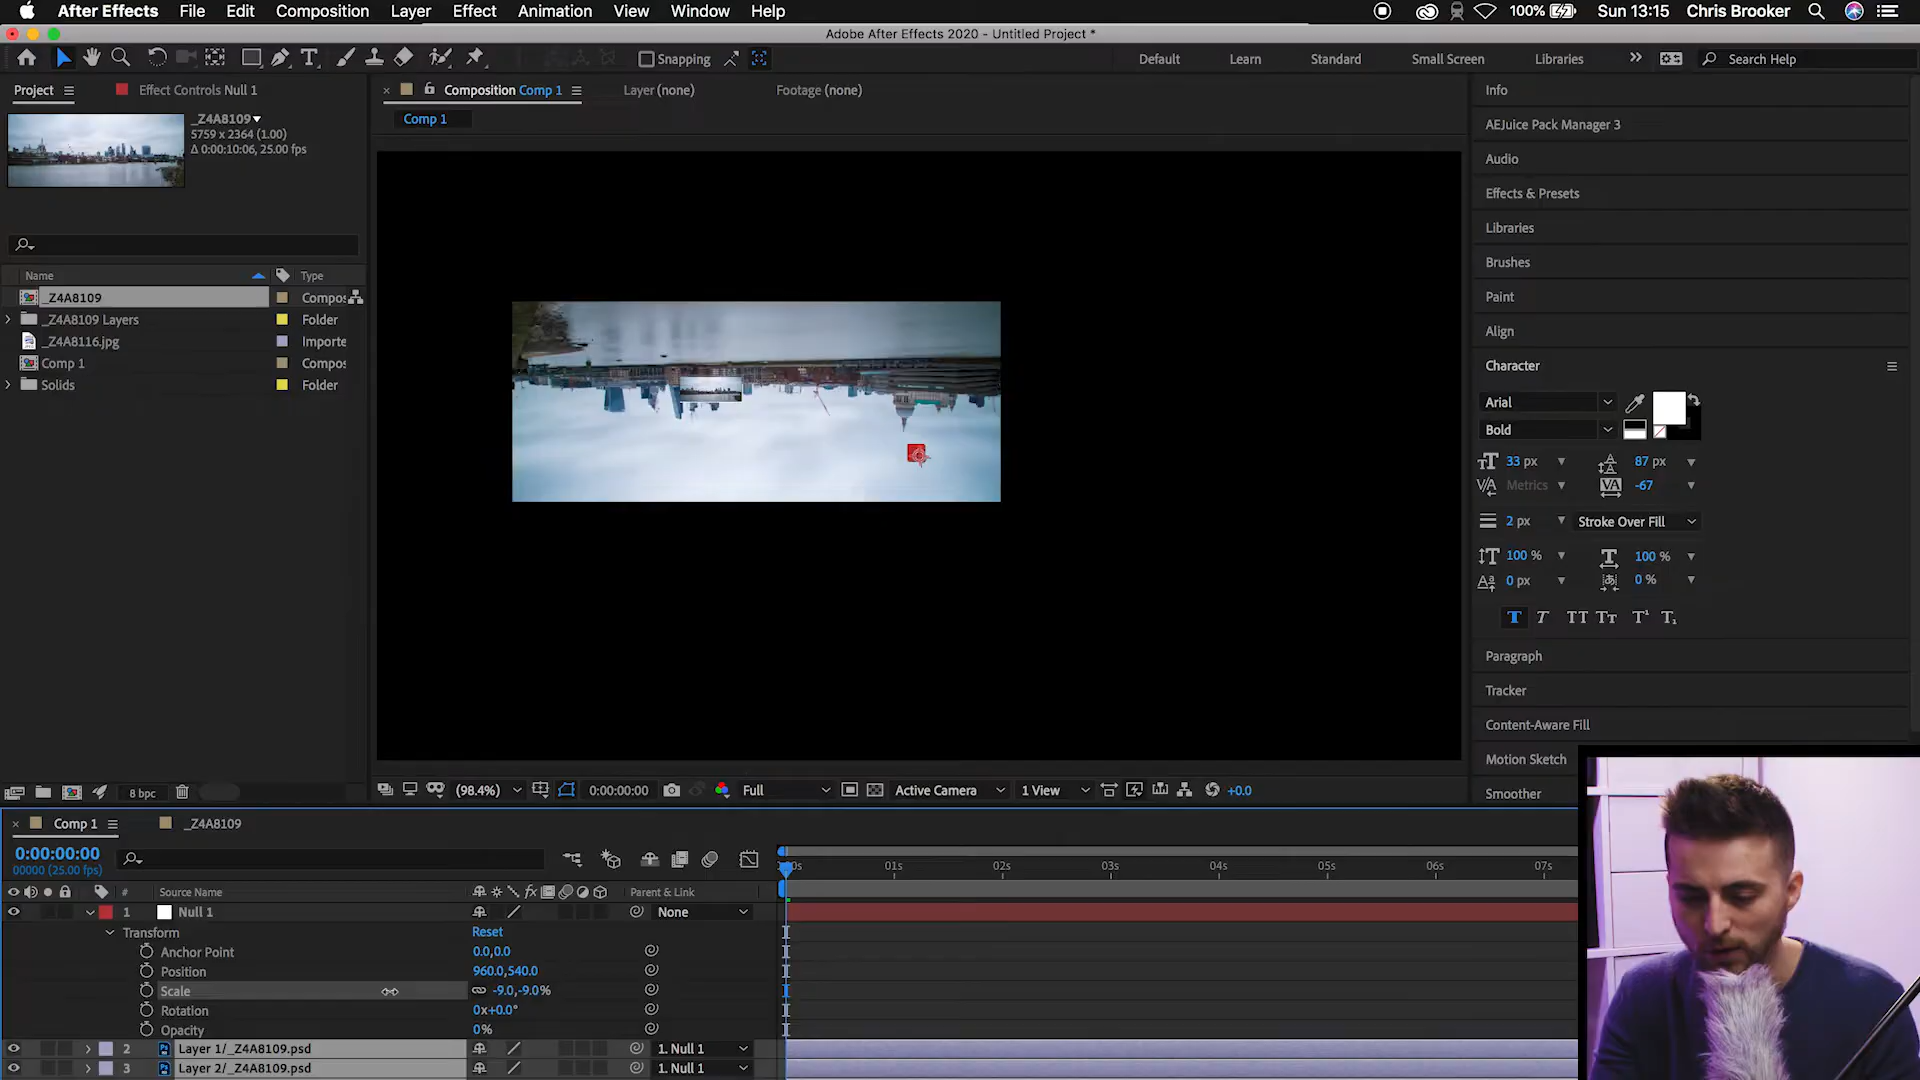 After Effects File Edit Composition Layer Effect Animation View Window Help 100% Sun 13:15 Chris Brooker
Adobe After Effects 2020 - Untitled Project *
Snapping Default Learn Standard Small Screen Libraries Search Help
Project Effect Controls Null 1
Composition Comp 1 Layer (none) Footage (none)
Comp 1
_Z4A8109
5759 x 2364 (1.00)
Δ 0:00:10:06, 25.00 fps
Name Type
_Z4A8109 Compos
_Z4A8109 Layers Folder
_Z4A8116.jpg Importe
Comp 1 Compos
Solids Folder
8 bpc
(98.4%) 0:00:00:00 Full Active Camera 1 View +0.0
Info
AEJuice Pack Manager 3
Audio
Effects & Presets
Libraries
Brushes
Paint
Align
Character
Arial
Bold
33 px 87 px
Metrics -67
2 px Stroke Over Fill
100 % 100 %
0 px 0 %
T T TT Tт T¹ T₁
Paragraph
Tracker
Content-Aware Fill
Motion Sketch
Smoother
Comp 1 _Z4A8109
0:00:00:00
00000 (25.00 fps)
01s 02s 03s 04s 05s 06s 07s
# Source Name Parent & Link
1 Null 1 None
Transform Reset
Anchor Point 0.0,0.0
Position 960.0,540.0
Scale -9.0,-9.0%
Rotation 0x+0.0°
Opacity 0%
2 Layer 1/_Z4A8109.psd 1. Null 1
3 Layer 2/_Z4A8109.psd 1. Null 1